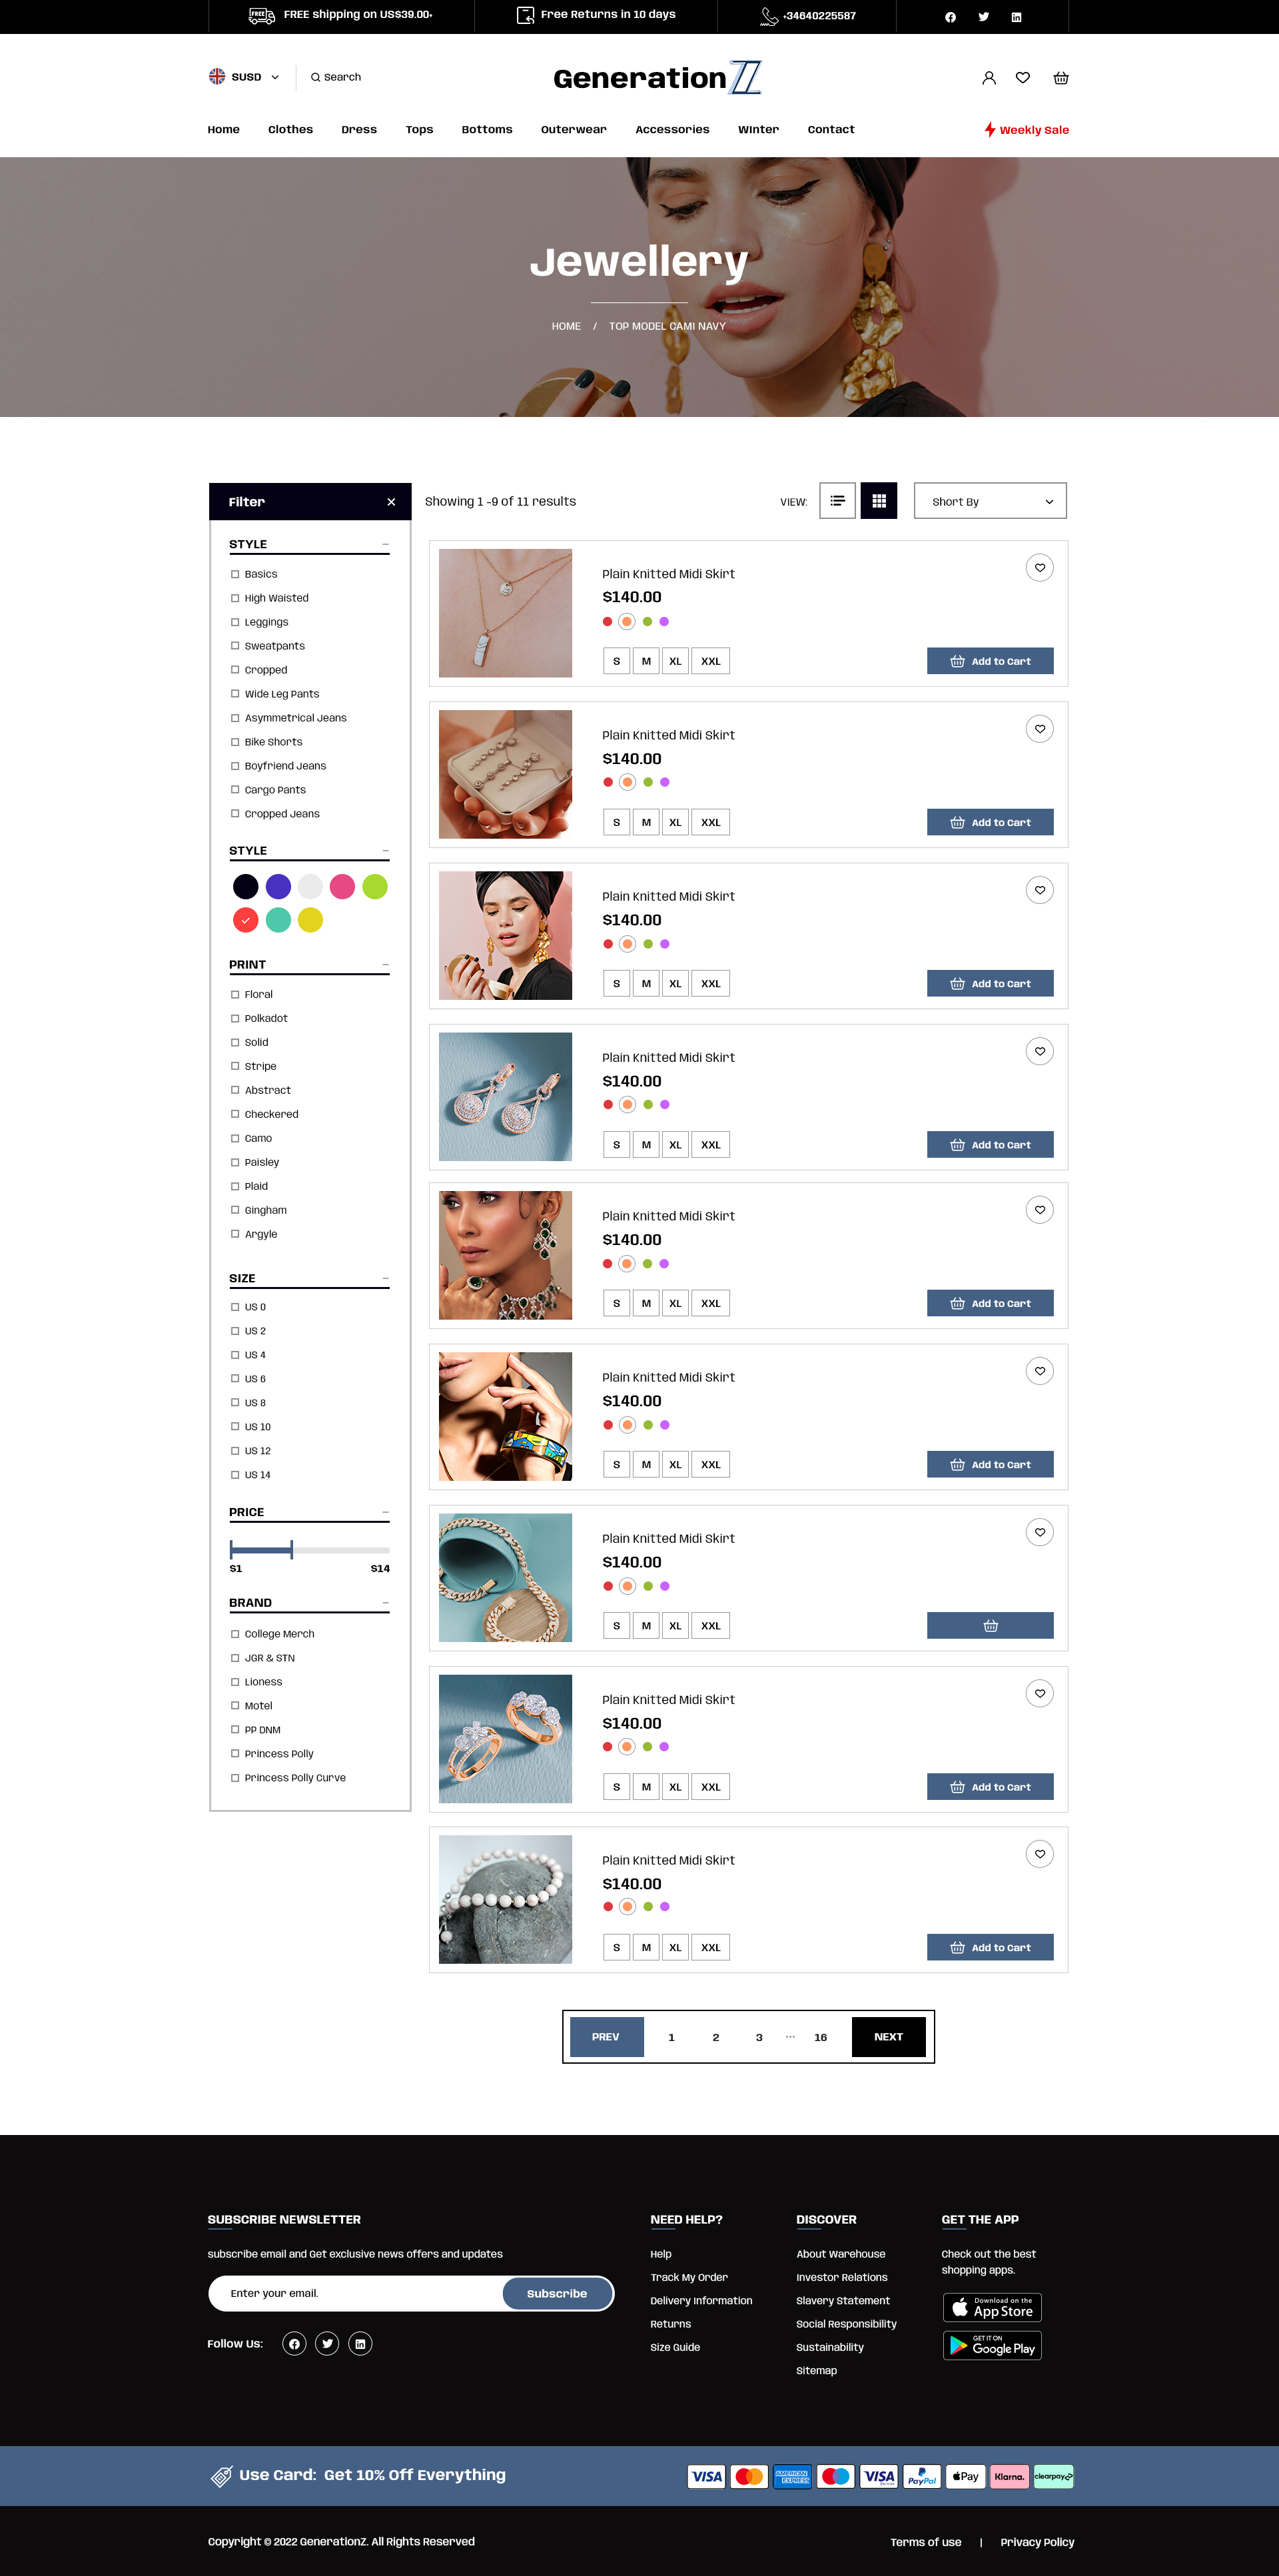 FREE shipping on US$39.00+
Free Returns in 10 days
+34640225587
$USD
Search
GenerationZ
Home
Clothes
Dress
Tops
Bottoms
Outerwear
Accessories
Winter
Contact
Weekly Sale
Jewellery
HOME / TOP MODEL CAMI NAVY
Filter
STYLE
Basics
High Waisted
Leggings
Sweatpants
Cropped
Wide Leg Pants
Asymmetrical Jeans
Bike Shorts
Boyfriend Jeans
Cargo Pants
Cropped Jeans
STYLE
PRINT
Floral
Polkadot
Solid
Stripe
Abstract
Checkered
Camo
Paisley
Plaid
Gingham
Argyle
SIZE
US 0
US 2
US 4
US 6
US 8
US 10
US 12
US 14
PRICE
$1 $14
BRAND
College Merch
JGR & STN
Lioness
Motel
PP DNM
Princess Polly
Princess Polly Curve
Showing 1 -9 of 11 results
VIEW:
Short By
Plain Knitted Midi Skirt
$140.00
S M XL XXL
Add to Cart
Plain Knitted Midi Skirt
$140.00
S M XL XXL
Add to Cart
Plain Knitted Midi Skirt
$140.00
S M XL XXL
Add to Cart
Plain Knitted Midi Skirt
$140.00
S M XL XXL
Add to Cart
Plain Knitted Midi Skirt
$140.00
S M XL XXL
Add to Cart
Plain Knitted Midi Skirt
$140.00
S M XL XXL
Add to Cart
Plain Knitted Midi Skirt
$140.00
S M XL XXL
Plain Knitted Midi Skirt
$140.00
S M XL XXL
Add to Cart
Plain Knitted Midi Skirt
$140.00
S M XL XXL
Add to Cart
PREV 1 2 3 ... 16 NEXT
SUBSCRIBE NEWSLETTER
subscribe email and Get exclusive news offers and updates
Enter your email.
Subscribe
Follow Us:
NEED HELP?
Help
Track My Order
Delivery Information
Returns
Size Guide
DISCOVER
About Warehouse
Investor Relations
Slavery Statement
Social Responsibility
Sustainability
Sitemap
GET THE APP
Check out the best
shopping apps.
Download on the
App Store
GET IT ON
Google Play
Use Card: Get 10% Off Everything
VISA
AMERICAN
EXPRESS
VISA
PayPal
Pay
Klarna.
clearpay
Copyright © 2022 GenerationZ. All Rights Reserved
Terms of use | Privacy Policy